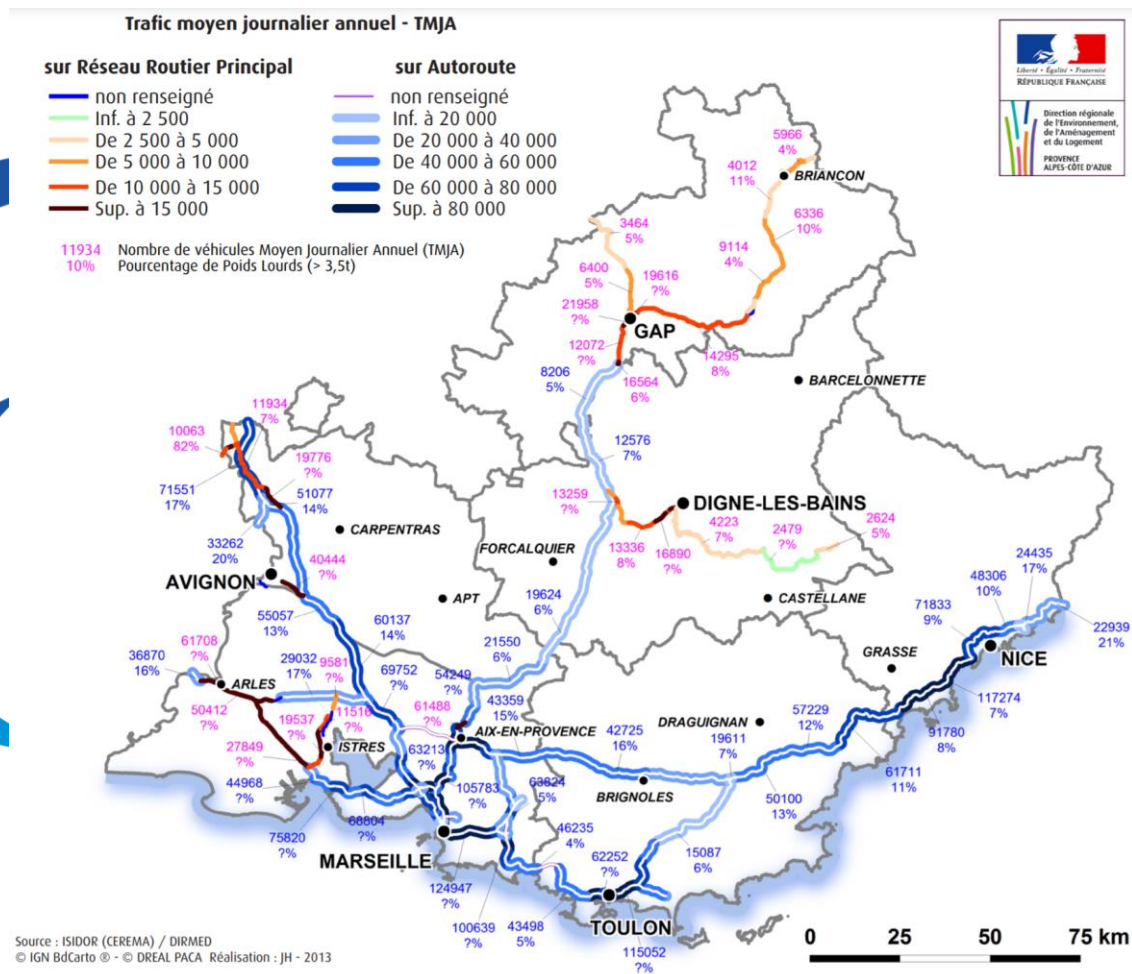 Trafic moyen journalier annuel - TMJA
sur Réseau Routier Principal
non renseigné
Inf. à 2 500
De 2 500 à 5 000
De 5 000 à 10 000
De 10 000 à 15 000
Sup. à 15 000
sur Autoroute
non renseigné
Inf. à 20 000
De 20 000 à 40 000
De 40 000 à 60 000
De 60 000 à 80 000
Sup. à 80 000
11934 Nombre de véhicules Moyen Journalier Annuel (TMJA)
10% Pourcentage de Poids Lourds (> 3,5t)
Liberté • Égalité • Fraternité
RÉPUBLIQUE FRANÇAISE
Direction régionale
de l'Environnement,
de l'Aménagement
et du Logement
PROVENCE
ALPES-CÔTE D'AZUR
5966
4%
4012
11%
BRIANCON
6336
10%
3464
5%
9114
4%
6400
5%
19616
?%
21958
?%
GAP
12072
?%
14295
8%
8206
5%
16564
6%
BARCELONNETTE
11934
7%
10063
82%
12576
7%
19776
?%
71551
17%
51077
14%
13259
?%
DIGNE-LES-BAINS
CARPENTRAS
4223
7%
2479
?%
2624
5%
33262
20%
FORCALQUIER
13336
8%
16890
?%
40444
?%
24435
17%
AVIGNON
48306
10%
APT
19624
6%
CASTELLANE
55057
13%
71833
9%
22939
21%
60137
14%
61708
?%
21550
6%
GRASSE
NICE
36870
16%
29032
17%
9581
?%
69752
?%
54249
?%
ARLES
43359
15%
117274
7%
50412
?%
61488
?%
DRAGUIGNAN
57229
12%
19537
?%
11516
?%
AIX-EN-PROVENCE
42725
16%
19611
7%
91780
8%
27849
?%
ISTRES
63213
?%
61711
11%
44968
?%
105783
?%
63824
5%
BRIGNOLES
50100
13%
75820
?%
68804
?%
46235
4%
MARSEILLE
62252
?%
15087
6%
124947
?%
100639
?%
43498
5%
TOULON
115052
?%
0 25 50 75 km
Source : ISIDOR (CEREMA) / DIRMED
© IGN BdCarto ® - © DREAL PACA Réalisation : JH - 2013